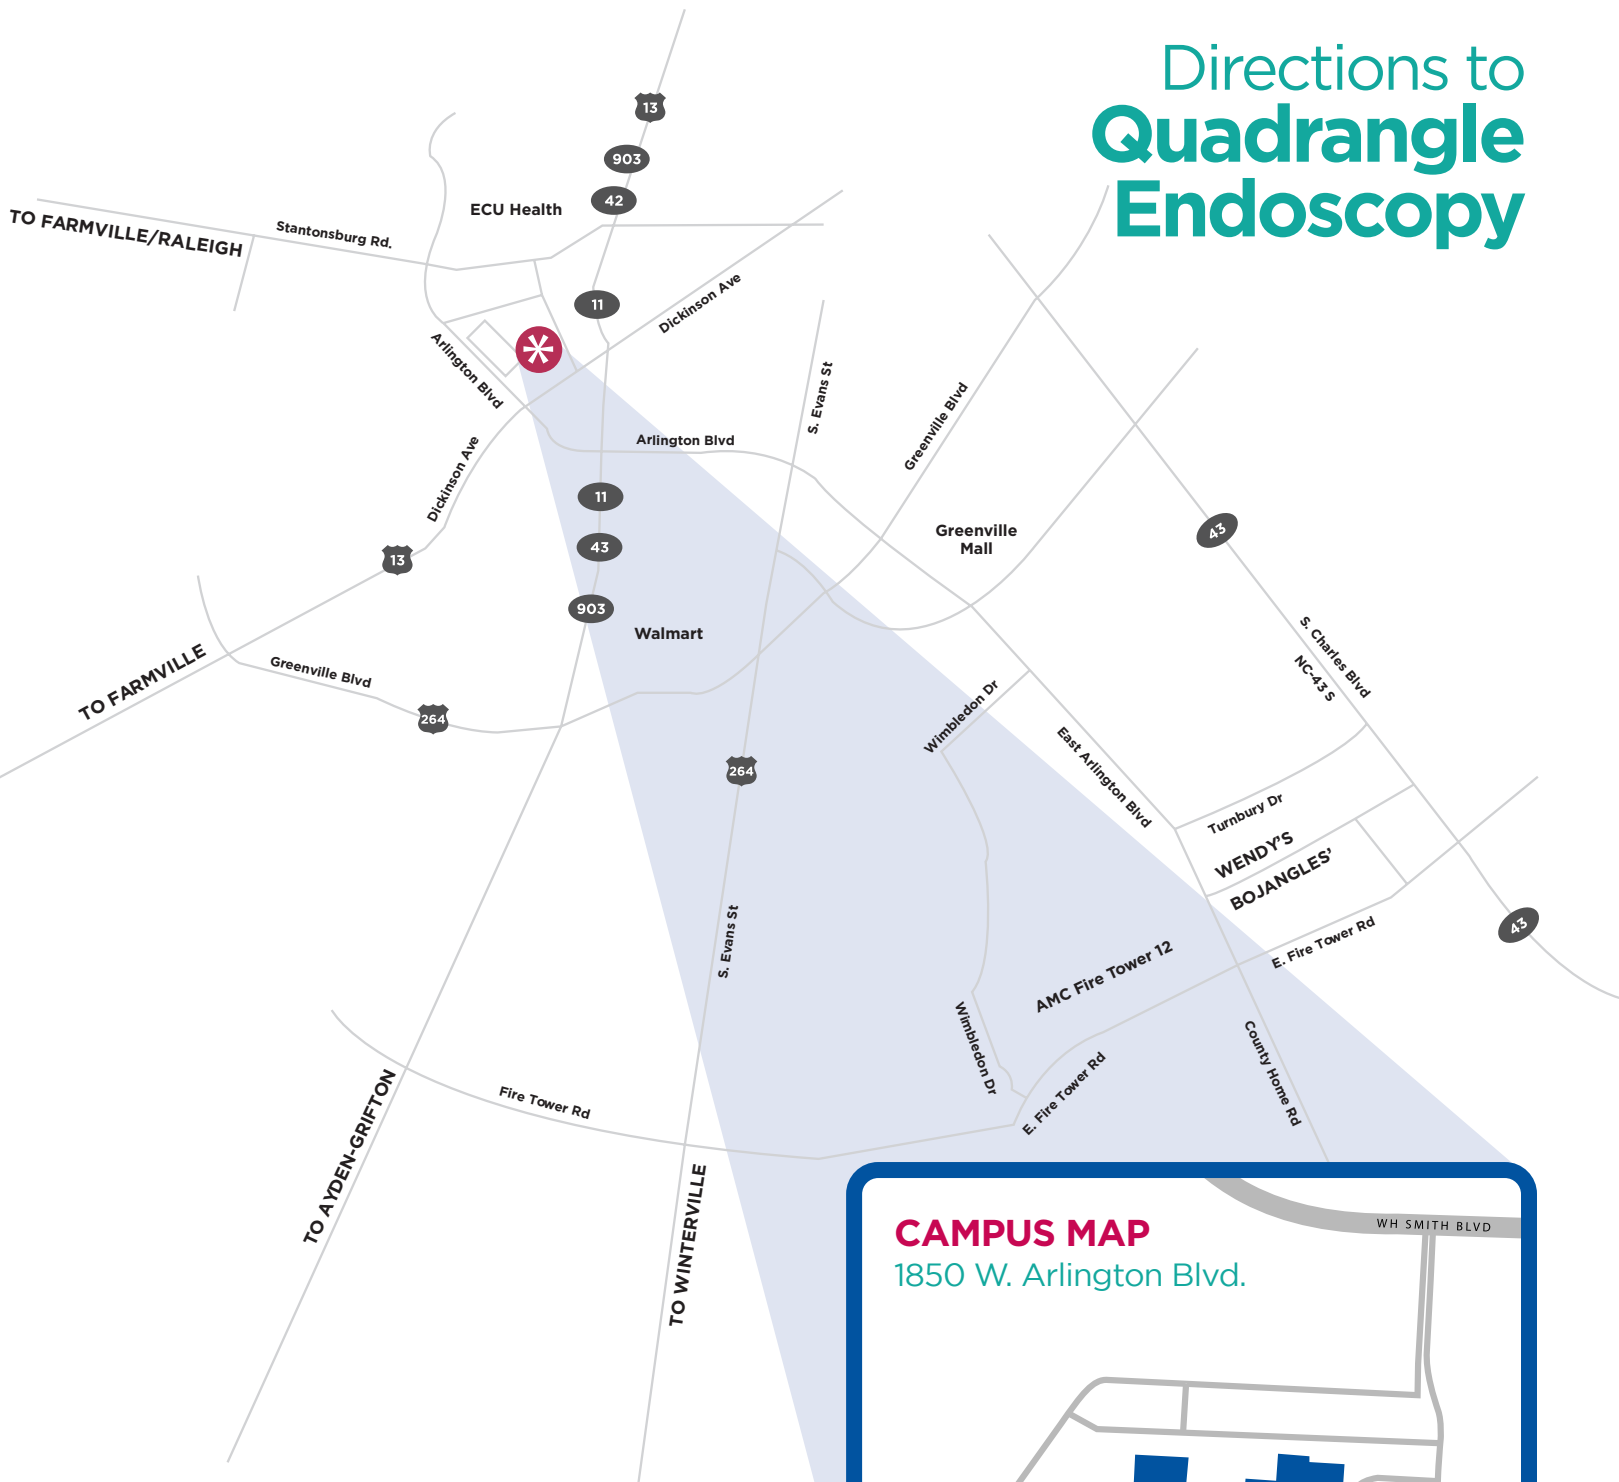 Directions to
Quadrangle
Endoscopy
13
903
42
ECU Health
TO FARMVILLE/RALEIGH
Stantonsburg Rd.
11
Dickinson Ave
Arlington Blvd
S. Evans St
Greenville Blvd
Arlington Blvd
Dickinson Ave
11
43
13
903
Greenville
Mall
43
Walmart
TO FARMVILLE
Greenville Blvd
264
S. Charles Blvd
NC-43 S
Wimbledon Dr
East Arlington Blvd
264
Turnbury Dr
WENDY'S
BOJANGLES'
43
S. Evans St
E. Fire Tower Rd
AMC Fire Tower 12
Wimbledon Dr
E. Fire Tower Rd
County Home Rd
Fire Tower Rd
TO AYDEN-GRIFTON
TO WINTERVILLE
CAMPUS MAP
1850 W. Arlington Blvd.
WH SMITH BLVD